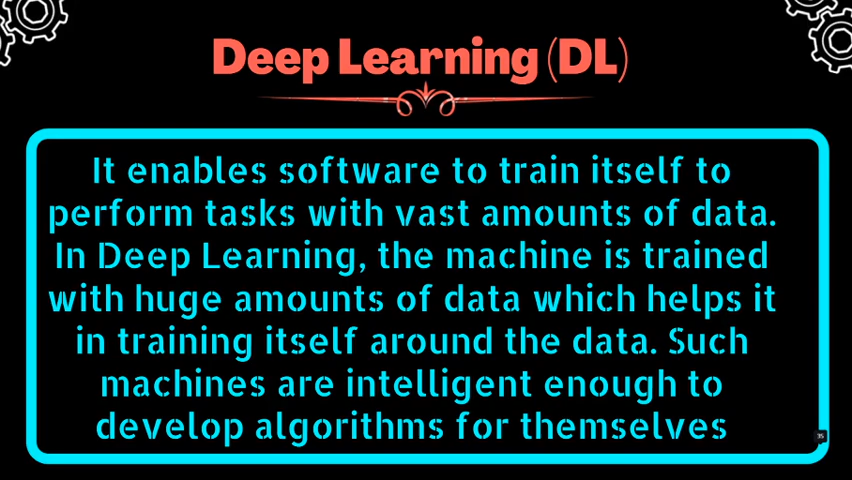 Deep Learning (DL)
It enables software to train itself to
perform tasks with vast amounts of data.
In Deep Learning, the machine is trained
with huge amounts of data which helps it
in training itself around the data. Such
machines are intelligent enough to
develop algorithms for themselves